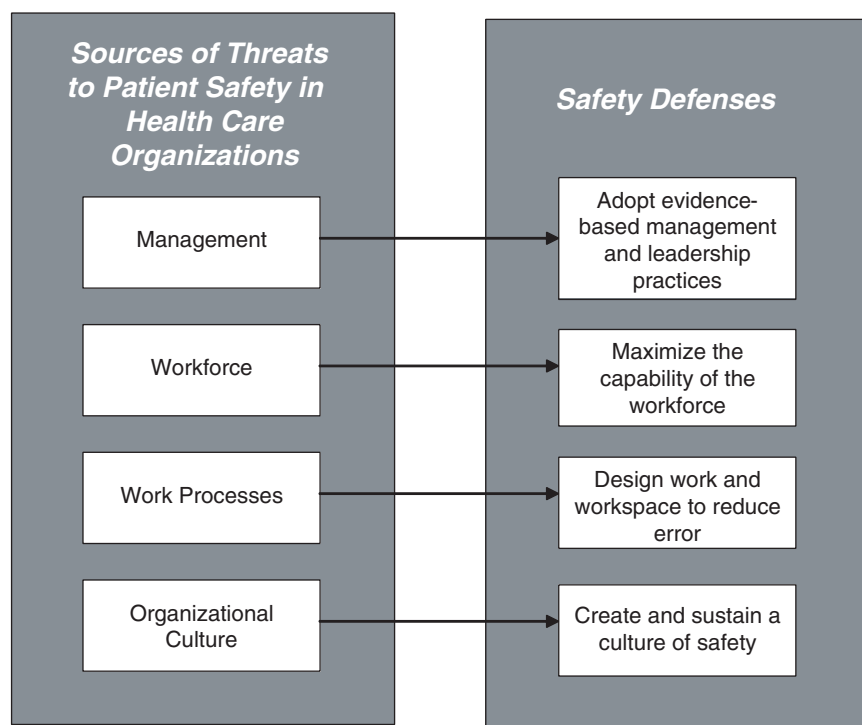 Sources of Threats
to Patient Safety in
Health Care
Organizations
Management
Workforce
Work Processes
Organizational
Culture
Safety Defenses
Adopt evidence-
based management
and leadership
practices
Maximize the
capability of the
workforce
Design work and
workspace to reduce
error
Create and sustain a
culture of safety